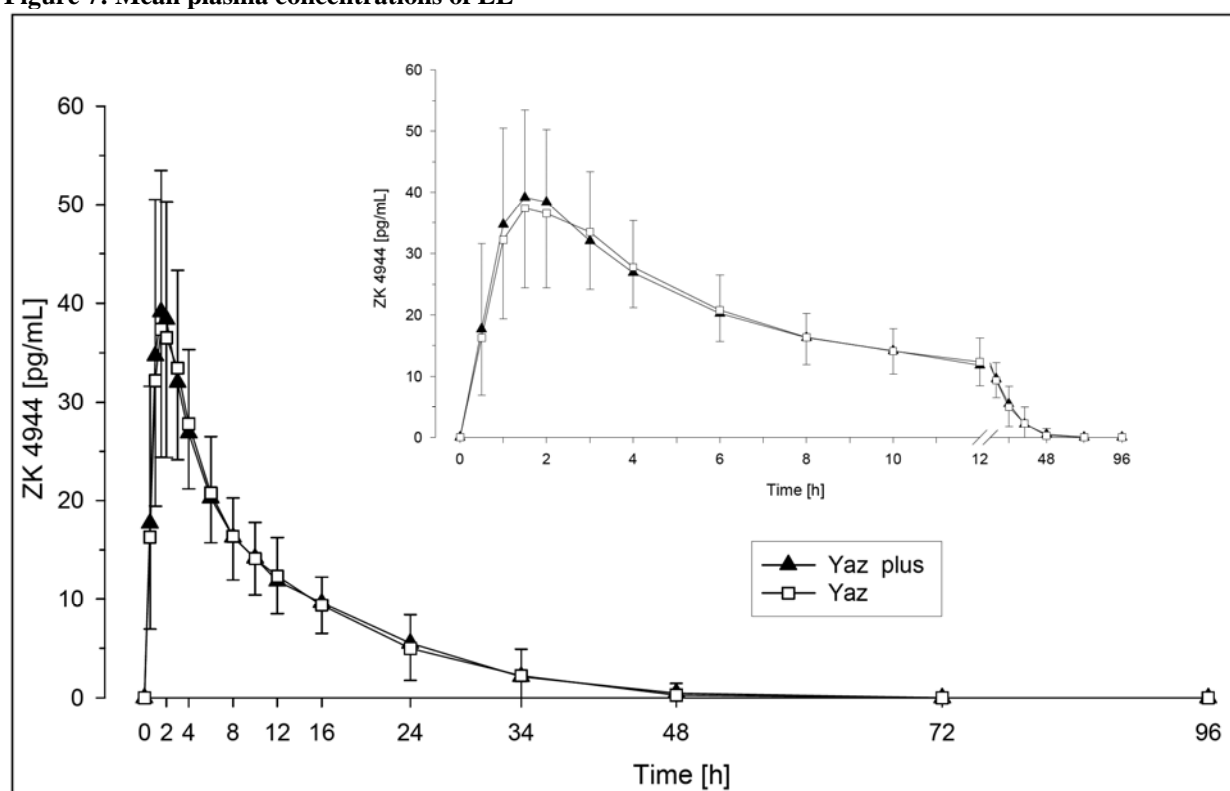 Figure 7: Mean plasma concentrations of EE
60
50
40
30
20
10
0
ZK 4944 [pg/mL]
0 2 4 6 8 10 12 48 96
Time [h]
60
50
40
30
20
10
0
ZK 4944 [pg/mL]
Yaz plus
Yaz
0 2 4 8 12 16 24 34 48 72 96
Time [h]